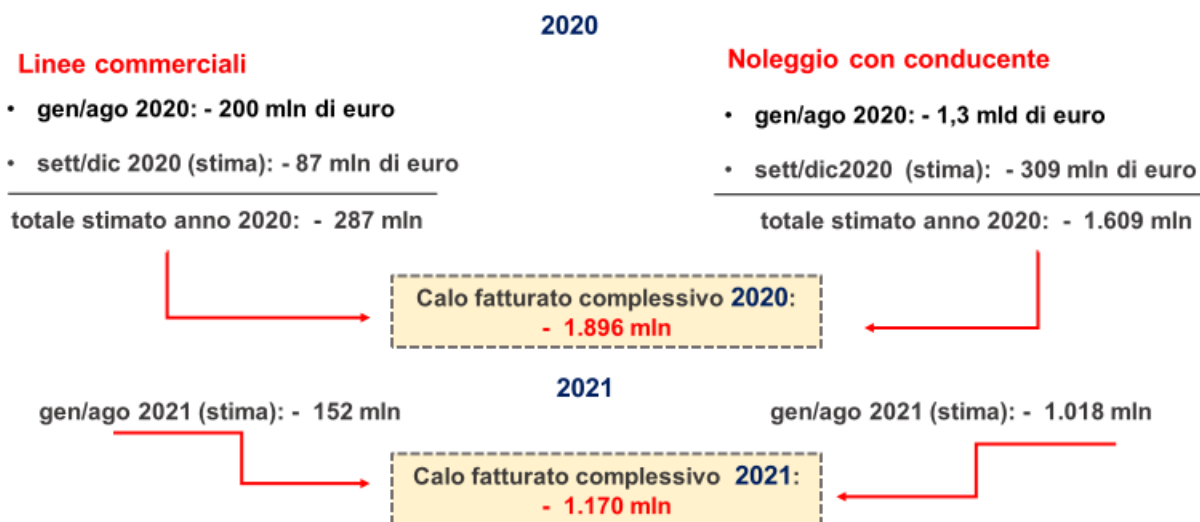 2020
Linee commerciali
• gen/ago 2020: - 200 mln di euro
• sett/dic 2020 (stima): - 87 mln di euro
totale stimato anno 2020: - 287 mln
Noleggio con conducente
• gen/ago 2020: - 1,3 mld di euro
• sett/dic2020 (stima): - 309 mln di euro
totale stimato anno 2020: - 1.609 mln
Calo fatturato complessivo 2020:
- 1.896 mln
2021
gen/ago 2021 (stima): - 152 mln
gen/ago 2021 (stima): - 1.018 mln
Calo fatturato complessivo 2021:
- 1.170 mln